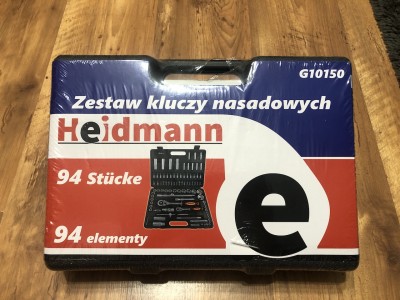 G10150
Zestaw kluczy nasadowych
Heidmann
94 Stücke
e
94 elementy